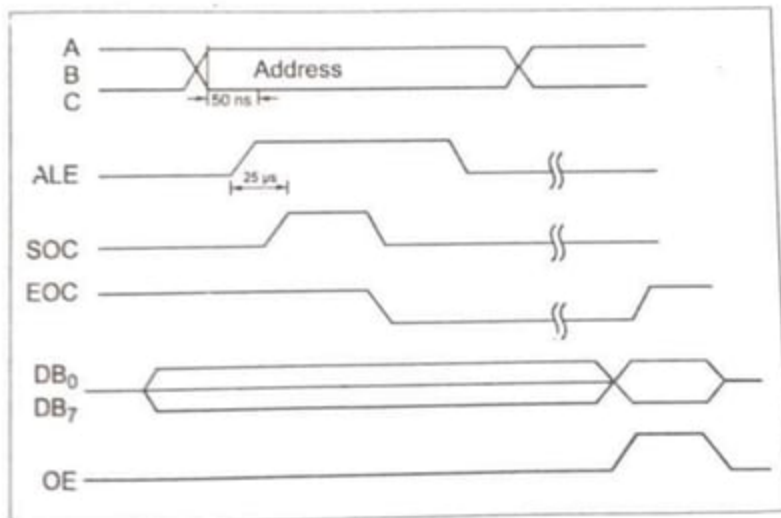 A
B
C
Address
50 ns
ALE
25 µs
SOC
EOC
DB₀
DB₇
OE